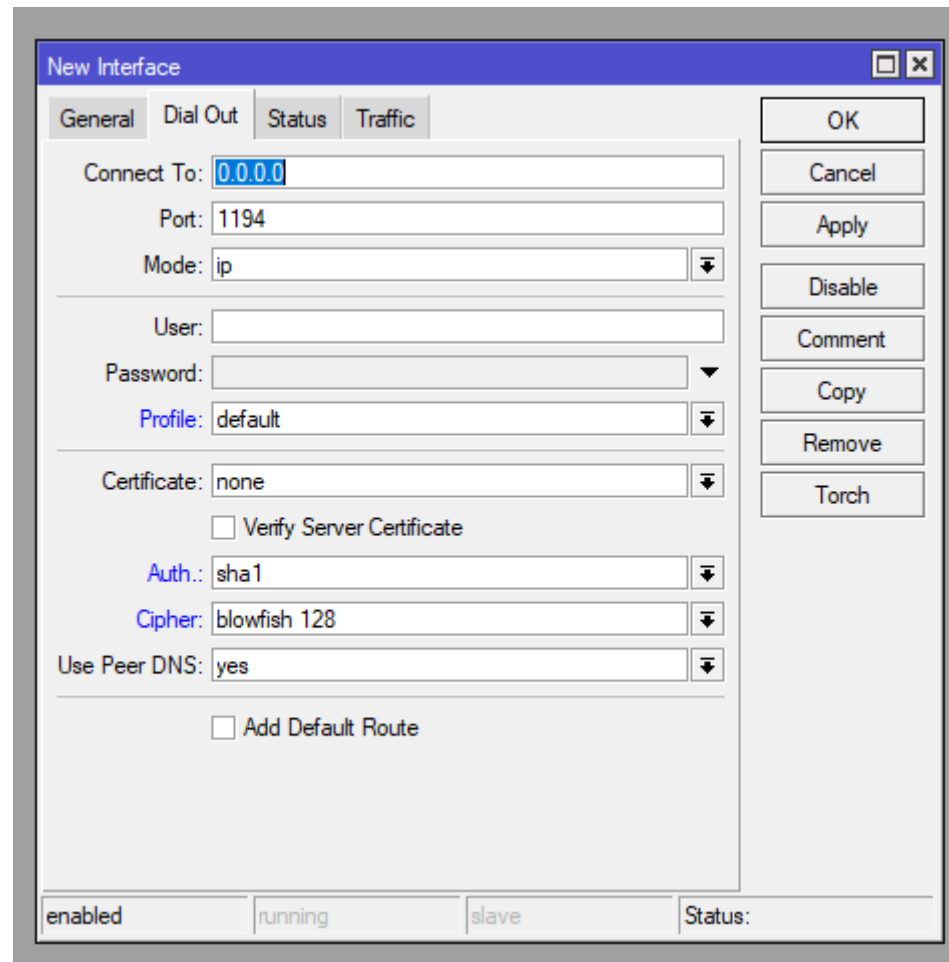 New Interface
General Dial Out Status Traffic
OK
Connect To: 0.0.0.0
Cancel
Port: 1194
Apply
Mode: ip
Disable
User:
Comment
Password:
Copy
Profile: default
Remove
Certificate: none
Torch
Verify Server Certificate
Auth.: sha1
Cipher: blowfish 128
Use Peer DNS: yes
Add Default Route
enabled running slave Status: